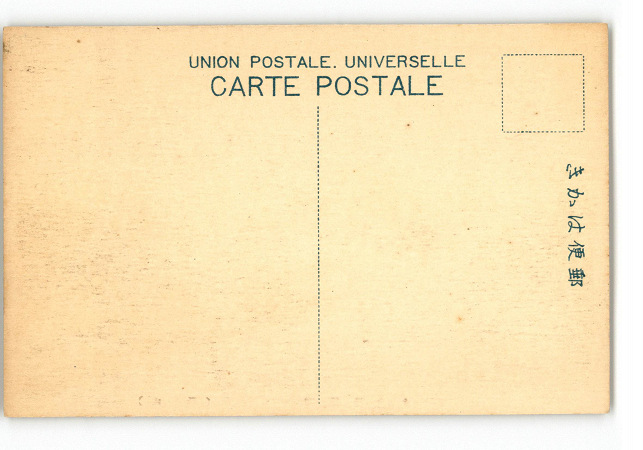 UNION POSTALE. UNIVERSELLE
CARTE POSTALE
きかは便郵